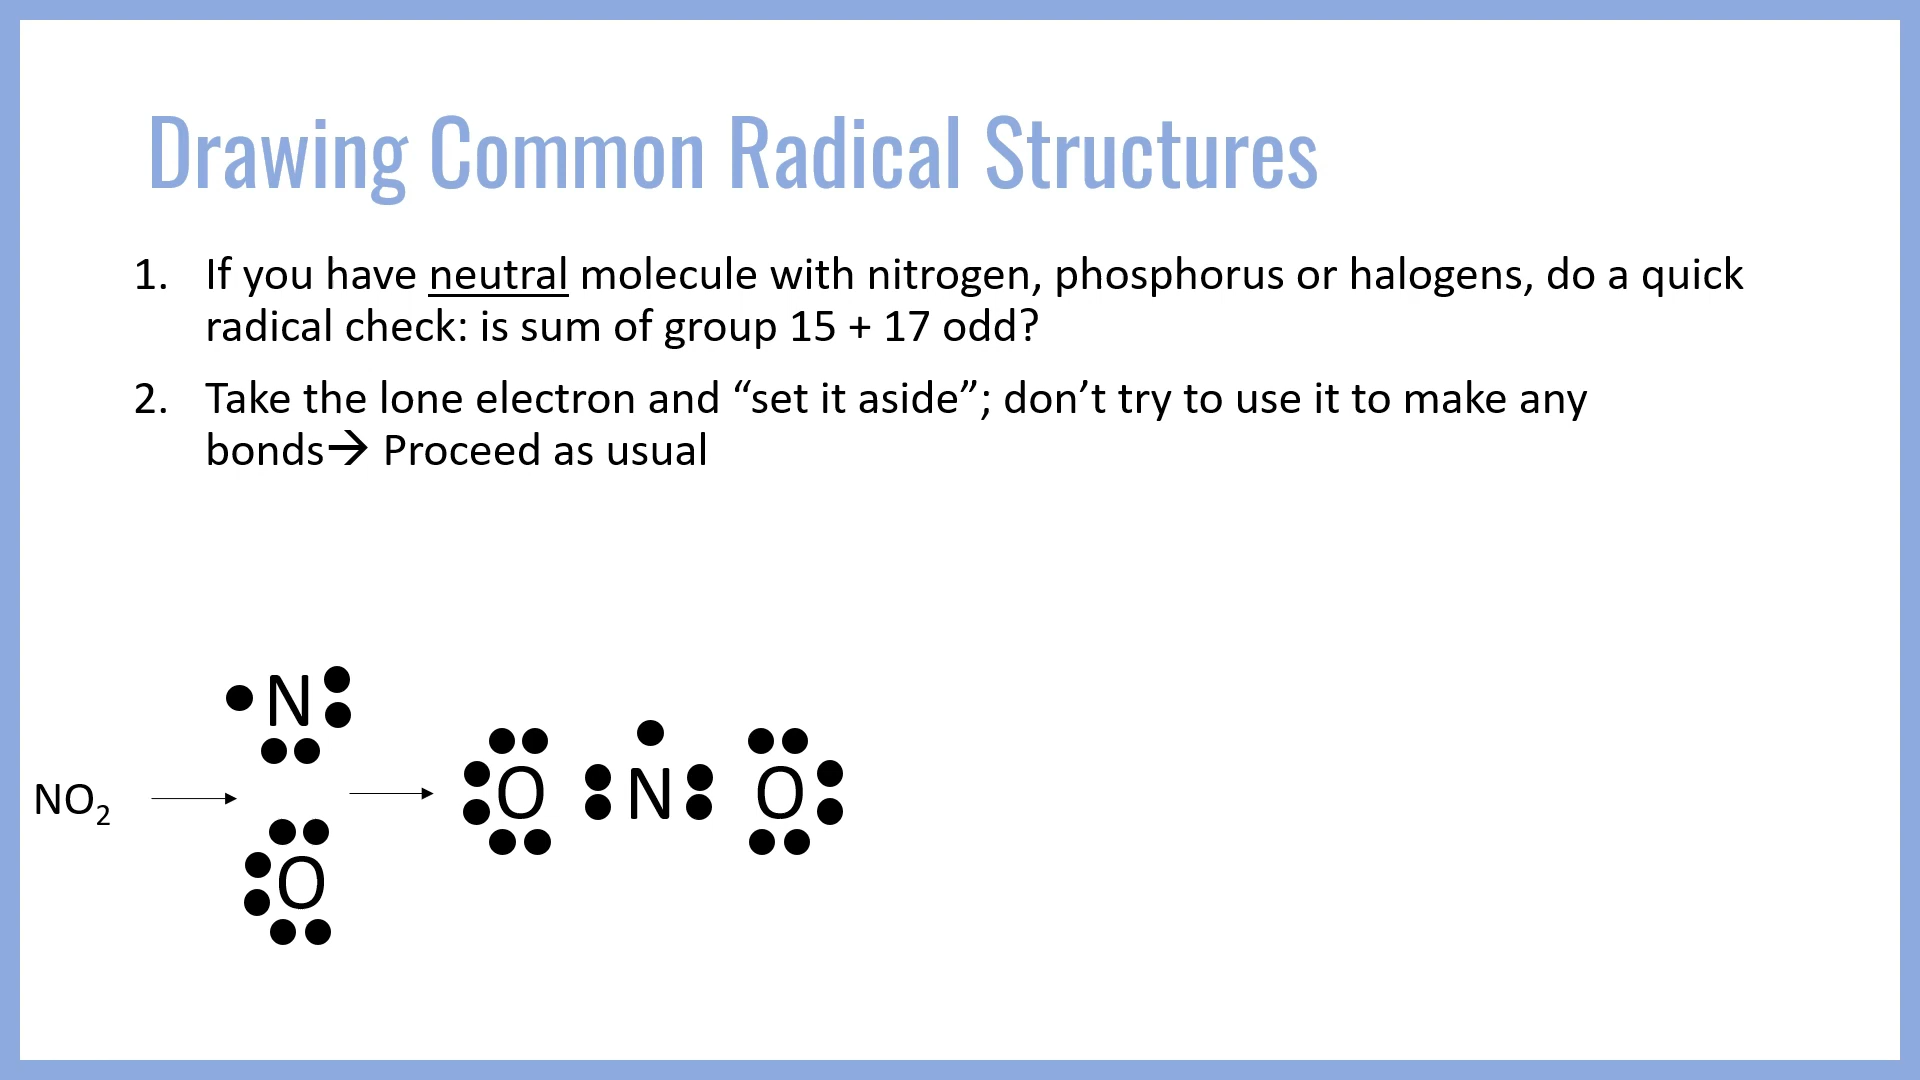 Drawing Common Radical Structures
1. If you have neutral molecule with nitrogen, phosphorus or halogens, do a quick
radical check: is sum of group 15 + 17 odd?
2. Take the lone electron and “set it aside”; don’t try to use it to make any
bonds→ Proceed as usual
N
NO₂
O
O N O